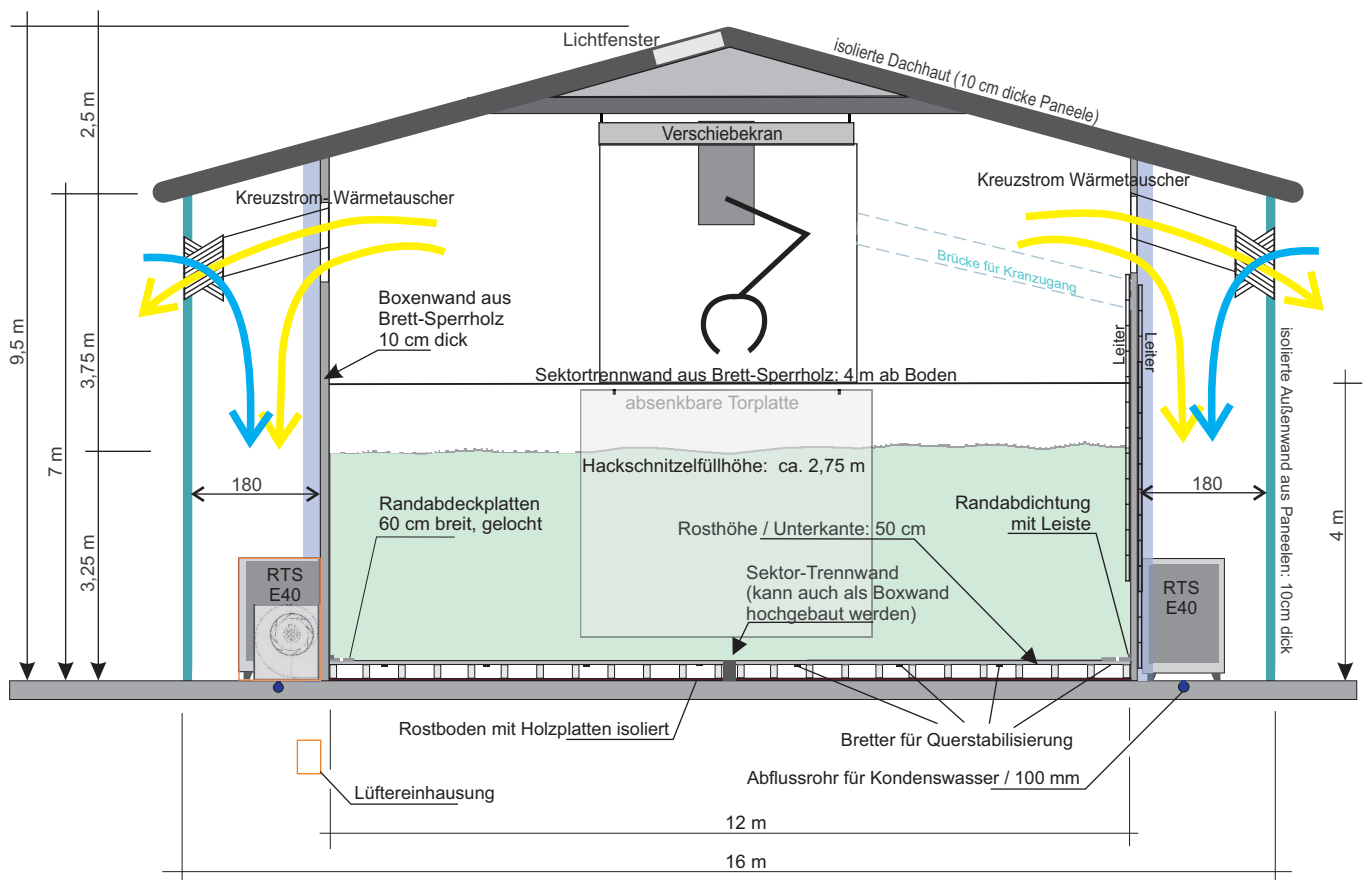 Lichtfenster
isolierte Dachhaut (10 cm dicke Paneele)
2,5 m
Verschiebekran
Kreuzstrom-.Wärmetauscher
Kreuzstrom Wärmetauscher
Brücke für Kranzugang
Boxenwand aus
Brett-Sperrholz
10 cm dick
9,5 m
3,75 m
Leiter
Leiter
isolierte Außenwand aus Paneelen: 10cm dick
Sektortrennwand aus Brett-Sperrholz: 4 m ab Boden
absenkbare Torplatte
7 m
Hackschnitzelfüllhöhe: ca. 2,75 m
180
180
Randabdeckplatten
60 cm breit, gelocht
Randabdichtung
mit Leiste
4 m
Rosthöhe / Unterkante: 50 cm
3,25 m
RTS
E40
Sektor-Trennwand
(kann auch als Boxwand
hochgebaut werden)
RTS
E40
Rostboden mit Holzplatten isoliert
Bretter für Querstabilisierung
Abflussrohr für Kondenswasser / 100 mm
Lüftereinhausung
12 m
16 m